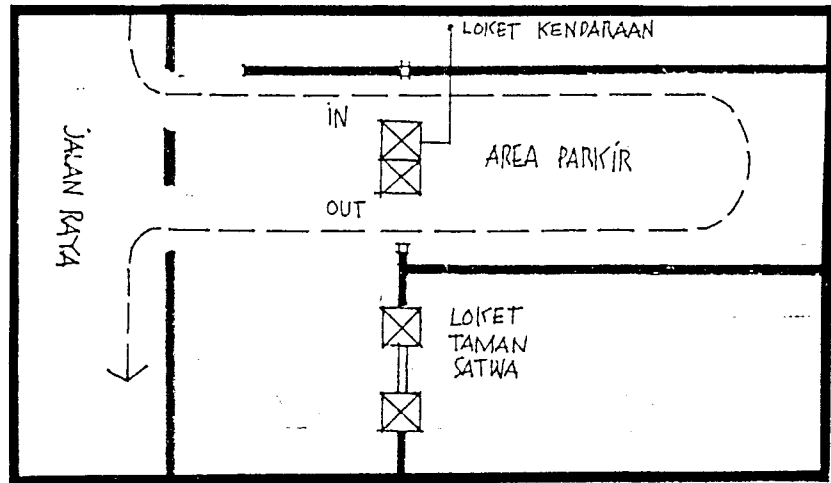 LOKET KENDARAAN
IN
AREA PARKIR
JALAN RAYA
OUT
LOKET
TAMAN
SATWA